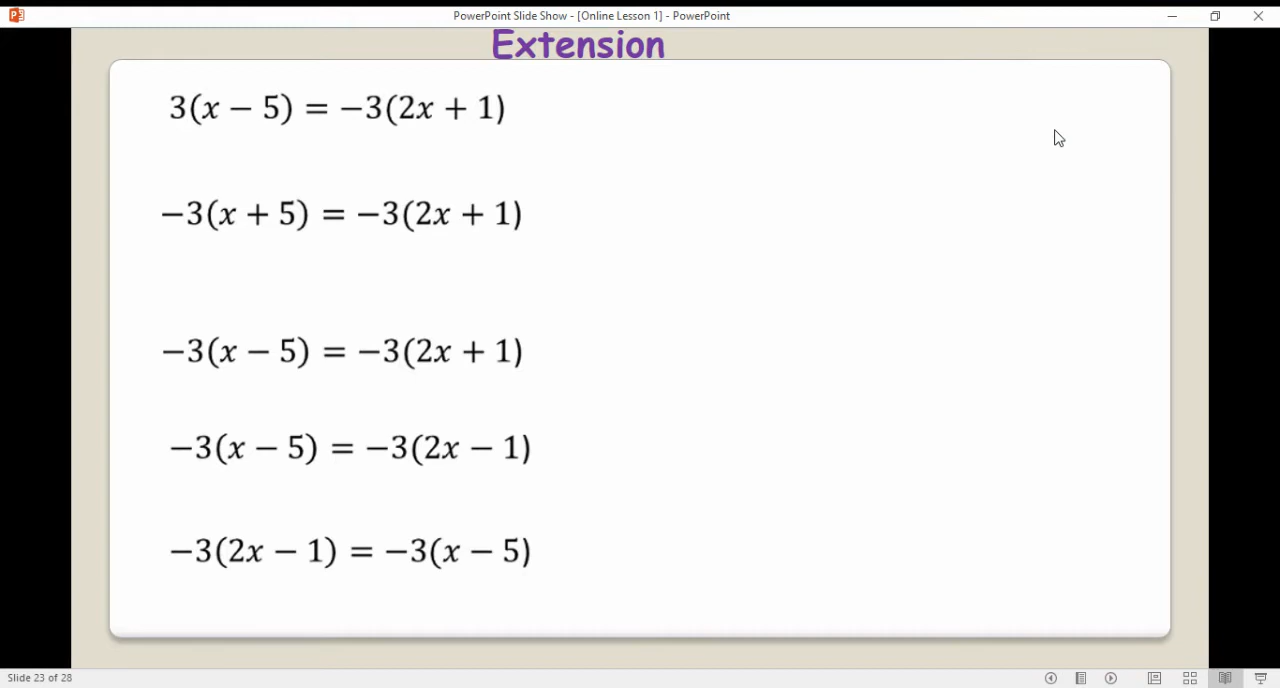 PowerPoint Slide Show - [Online Lesson 1] - PowerPoint
Extension
3(x − 5) = −3(2x + 1)
−3(x + 5) = −3(2x + 1)
−3(x − 5) = −3(2x + 1)
−3(x − 5) = −3(2x − 1)
−3(2x − 1) = −3(x − 5)
Slide 23 of 28